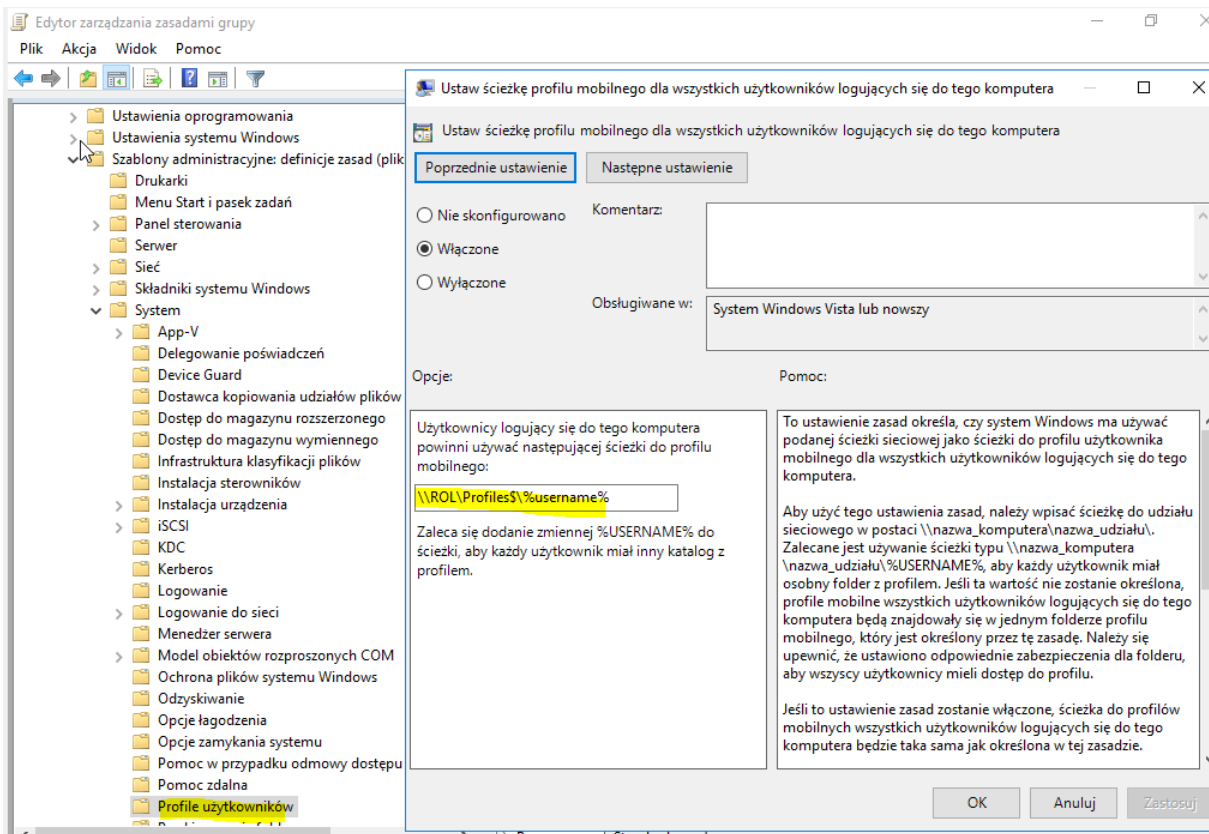 Edytor zarządzania zasadami grupy
Plik Akcja Widok Pomoc
Ustawienia oprogramowania
Ustawienia systemu Windows
Szablony administracyjne: definicje zasad (plik
Drukarki
Menu Start i pasek zadań
Panel sterowania
Serwer
Sieć
Składniki systemu Windows
System
App-V
Delegowanie poświadczeń
Device Guard
Dostawca kopiowania udziałów plików
Dostęp do magazynu rozszerzonego
Dostęp do magazynu wymiennego
Infrastruktura klasyfikacji plików
Instalacja sterowników
Instalacja urządzenia
iSCSI
KDC
Kerberos
Logowanie
Logowanie do sieci
Menedżer serwera
Model obiektów rozproszonych COM
Ochrona plików systemu Windows
Odzyskiwanie
Opcje łagodzenia
Opcje zamykania systemu
Pomoc w przypadku odmowy dostępu
Pomoc zdalna
Profile użytkowników
Ustaw ścieżkę profilu mobilnego dla wszystkich użytkowników logujących się do tego komputera
Ustaw ścieżkę profilu mobilnego dla wszystkich użytkowników logujących się do tego komputera
Poprzednie ustawienie
Następne ustawienie
Nie skonfigurowano
Włączone
Wyłączone
Komentarz:
Obsługiwane w:
System Windows Vista lub nowszy
Opcje:
Pomoc:
Użytkownicy logujący się do tego komputera
powinni używać następującej ścieżki do profilu
mobilnego:
\\ROL\Profiles$\%username%
Zaleca się dodanie zmiennej %USERNAME% do
ścieżki, aby każdy użytkownik miał inny katalog z
profilem.
To ustawienie zasad określa, czy system Windows ma używać
podanej ścieżki sieciowej jako ścieżki do profilu użytkownika
mobilnego dla wszystkich użytkowników logujących się do tego
komputera.
Aby użyć tego ustawienia zasad, należy wpisać ścieżkę do udziału
sieciowego w postaci \\nazwa_komputera\nazwa_udziału\.
Zalecane jest używanie ścieżki typu \\nazwa_komputera
\nazwa_udziału\%USERNAME%, aby każdy użytkownik miał
osobny folder z profilem. Jeśli ta wartość nie zostanie określona,
profile mobilne wszystkich użytkowników logujących się do tego
komputera będą znajdowały się w jednym folderze profilu
mobilnego, który jest określony przez tę zasadę. Należy się
upewnić, że ustawiono odpowiednie zabezpieczenia dla folderu,
aby wszyscy użytkownicy mieli dostęp do profilu.
Jeśli to ustawienie zasad zostanie włączone, ścieżka do profilów
mobilnych wszystkich użytkowników logujących się do tego
komputera będzie taka sama jak określona w tej zasadzie.
OK
Anuluj
Zastosuj